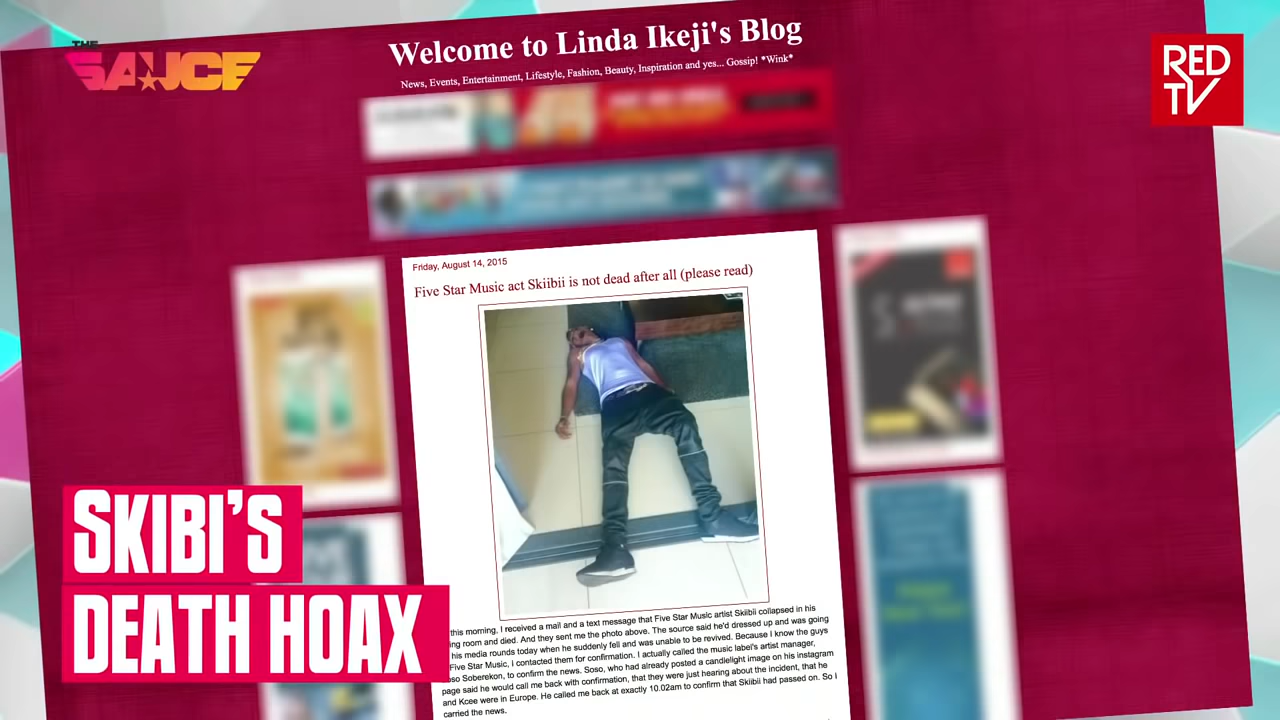 THE
SAUCE
RED
TV
Welcome to Linda Ikeji's Blog
News, Events, Entertainment, Lifestyle, Fashion, Beauty, Inspiration and yes... Gossip! *Wink*
Friday, August 14, 2015
Five Star Music act Skiibii is not dead after all (please read)
this morning, I received a mail and a text message that Five Star Music artist Skiibii collapsed in his
ing room and died. And they sent me the photo above. The source said he'd dressed up and was going
his media rounds today when he suddenly fell and was unable to be revived. Because I know the guys
Five Star Music, i contacted them for confirmation. I actually called the music label's artist manager,
oso Soberekon, to confirm the news. Soso, who had already posted a candlelight image on his instagram
page said he would call me back with confirmation, that they were just hearing about the incident, that he
and Kcee were in Europe. He called me back at exactly 10.02am to confirm that Skiibii had passed on. So I
carried the news.
SKIBI'S
DEATH HOAX